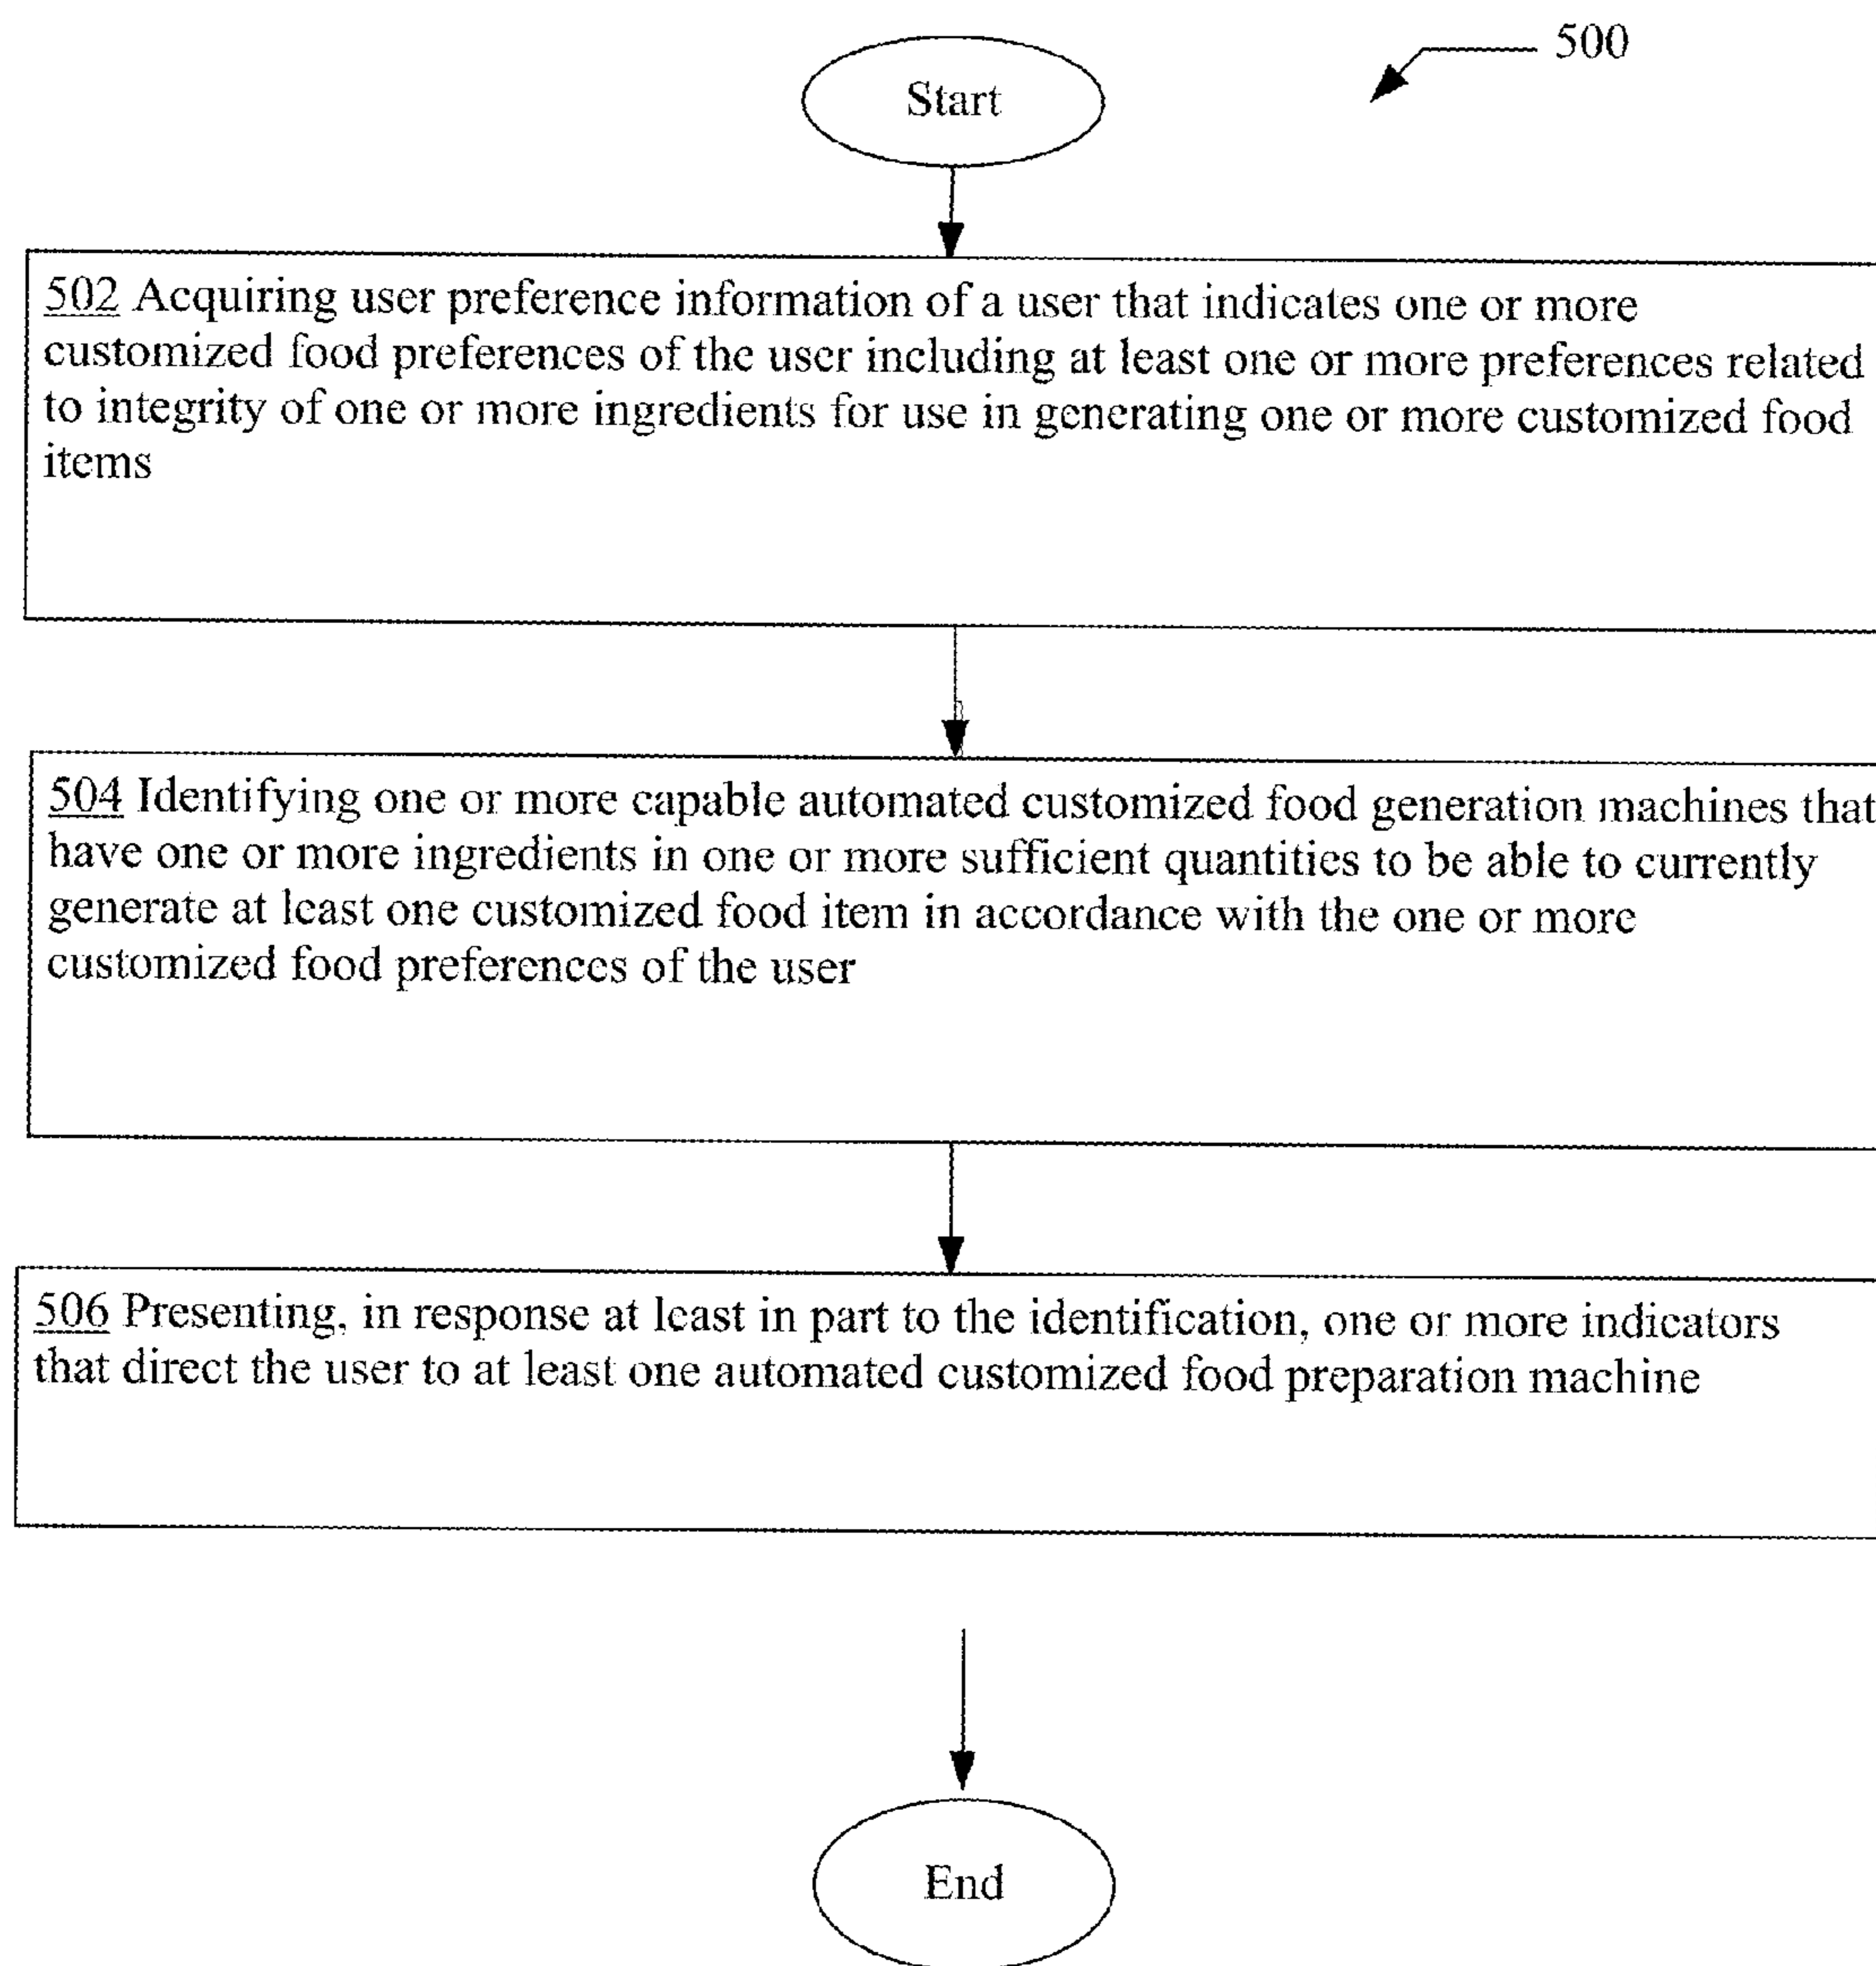 500
Start
502 Acquiring user preference information of a user that indicates one or more
customized food preferences of the user including at least one or more preferences related
to integrity of one or more ingredients for use in generating one or more customized food
items
504 Identifying one or more capable automated customized food generation machines that
have one or more ingredients in one or more sufficient quantities to be able to currently
generate at least one customized food item in accordance with the one or more
customized food preferences of the user
506 Presenting, in response at least in part to the identification, one or more indicators
that direct the user to at least one automated customized food preparation machine
End